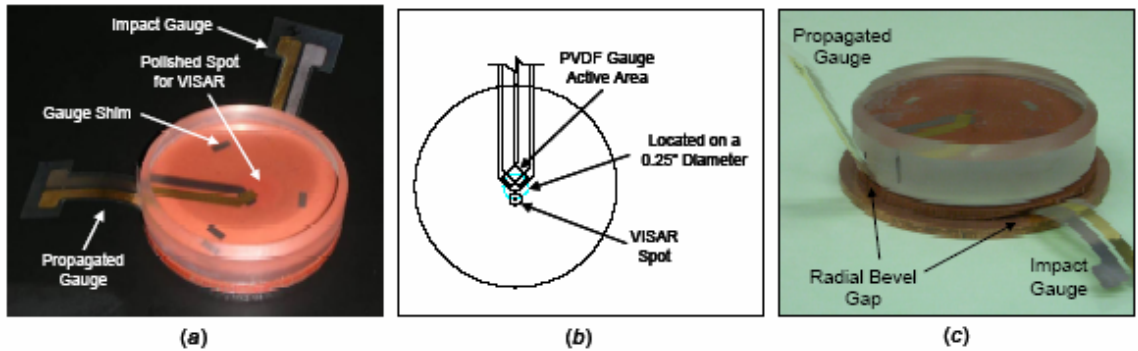 Impact Gauge
Polished Spot
for VISAR
Gauge Shim
Propagated
Gauge
(a)
PVDF Gauge
Active Area
Located on a
0.25" Diameter
VISAR
Spot
(b)
Propagated
Gauge
Radial Bevel
Gap
Impact
Gauge
(c)